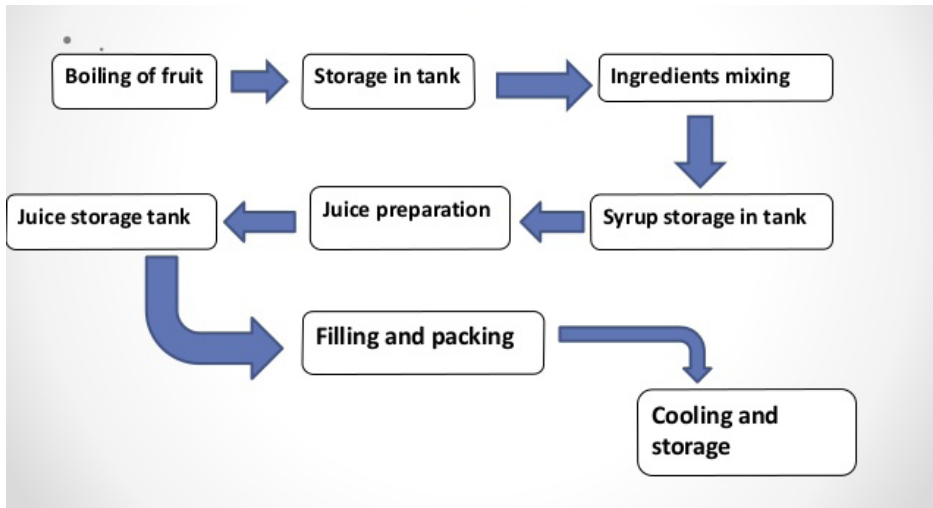 Boiling of fruit
Storage in tank
Ingredients mixing
Syrup storage in tank
Juice preparation
Juice storage tank
Filling and packing
Cooling and
storage